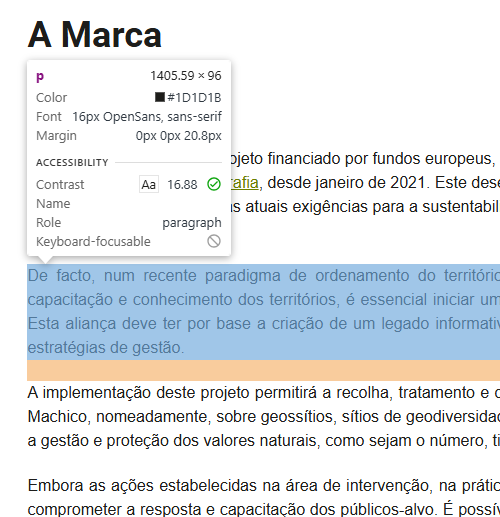 A Marca
p 1405.59 × 96
Color #1D1D1B
Font 16px OpenSans, sans-serif
Margin 0px 0px 20.8px
ACCESSIBILITY
Contrast Aa 16.88
Name
Role paragraph
Keyboard-focusable
ojeto financiado por fundos europeus,
rafia, desde janeiro de 2021. Este dese
s atuais exigências para a sustentabil
De facto, num recente paradigma de ordenamento do território
capacitação e conhecimento dos territórios, é essencial iniciar um
Esta aliança deve ter por base a criação de um legado informativ
estratégias de gestão.
A implementação deste projeto permitirá a recolha, tratamento e
Machico, nomeadamente, sobre geossítios, sítios de geodiversida
a gestão e proteção dos valores naturais, como sejam o número, ti
Embora as ações estabelecidas na área de intervenção, na prátic
comprometer a resposta e capacitação dos públicos-alvo. É possív